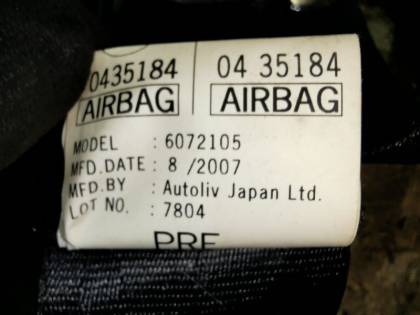 0435184 04 35184
AIRBAG AIRBAG
MODEL : 6072105
MFD.DATE : 8 /2007
MFD.BY : Autoliv Japan Ltd.
LOT NO. : 7804
PRE